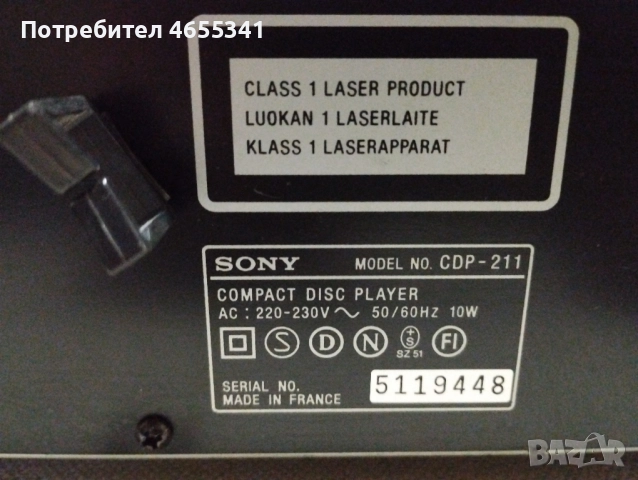 Потребител 4655341
CLASS 1 LASER PRODUCT
LUOKAN 1 LASERLAITE
KLASS 1 LASERAPPARAT
SONY MODEL NO. CDP-211
COMPACT DISC PLAYER
AC : 220-230V ~ 50/60Hz 10W
S D N +S SZ 51 FI
SERIAL NO. 5119448
MADE IN FRANCE
BAZAR